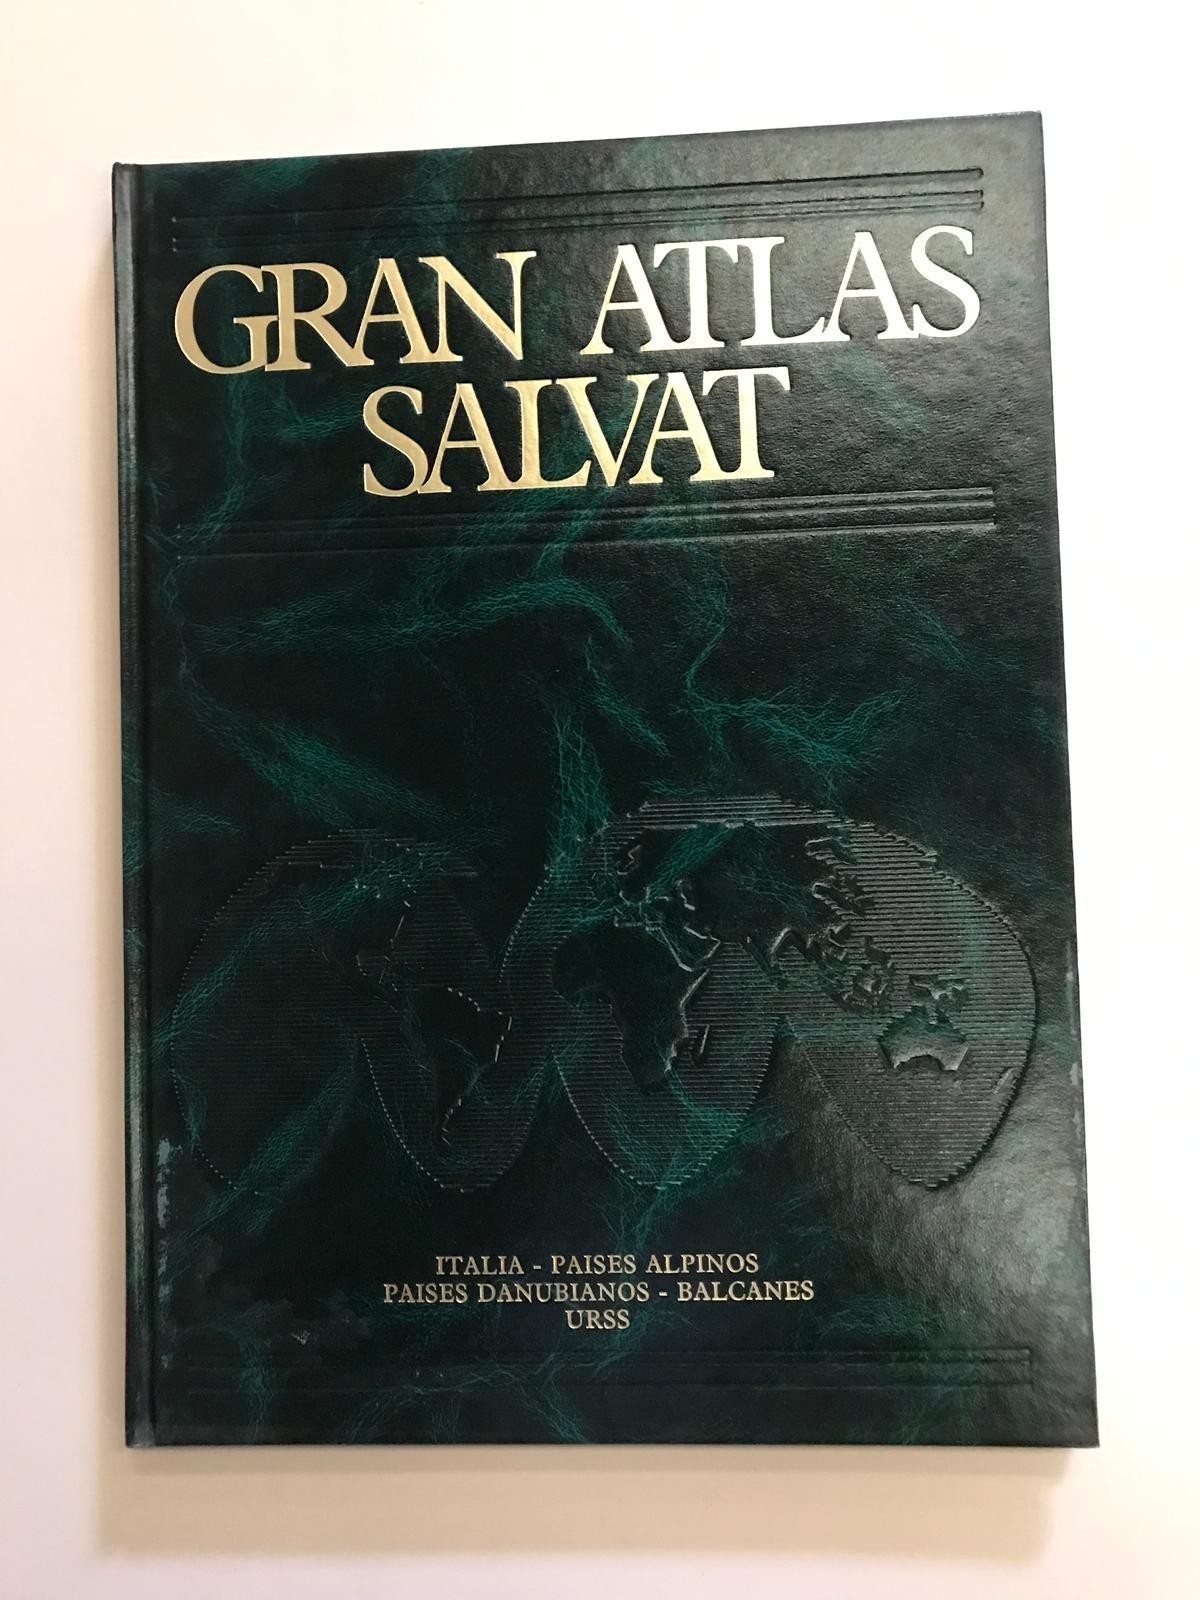 GRAN ATLAS
SALVAT
ITALIA - PAISES ALPINOS
PAISES DANUBIANOS - BALCANES
URSS